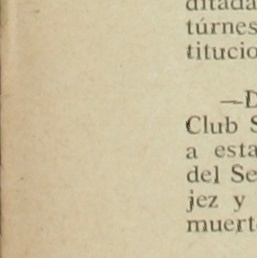 ditada
túrnes
titucio
—D
Club S
a esta
del Se
jez y
muert